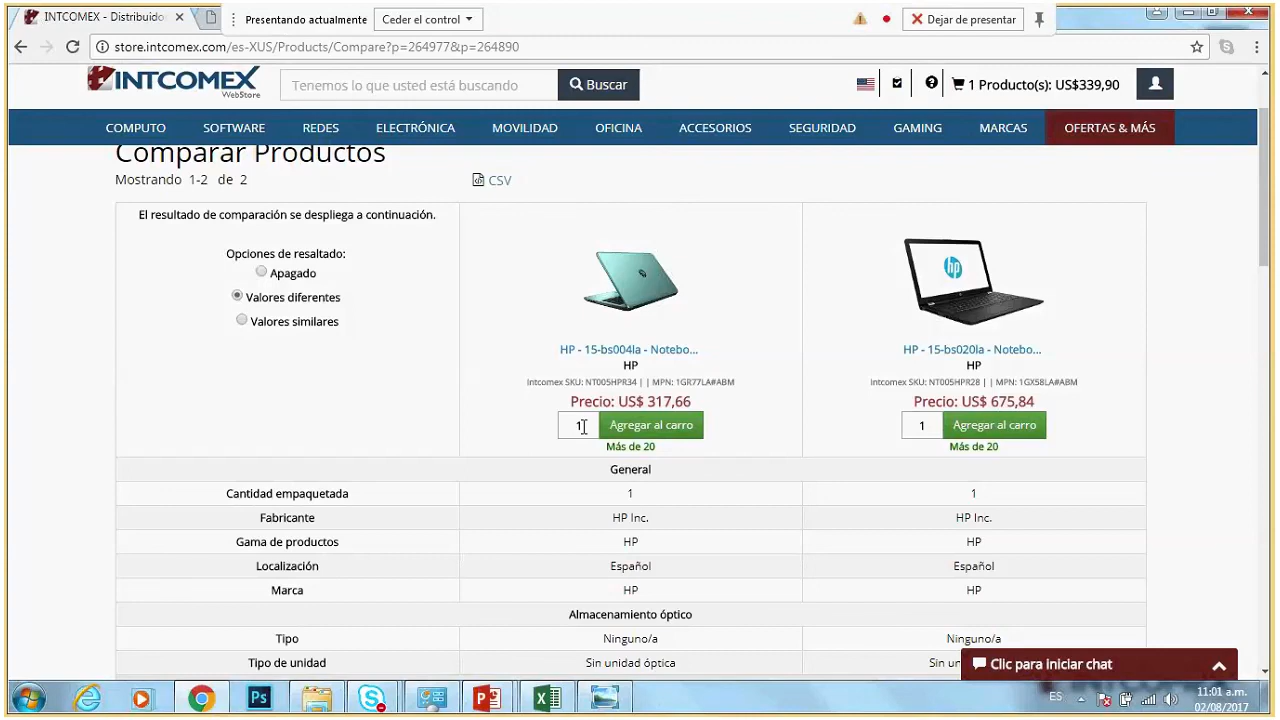 INTCOMEX - Distribuido
Presentando actualmente
Ceder el control
Dejar de presentar
store.intcomex.com/es-XUS/Products/Compare?p=264977&p=264890
INTCOMEX
WebStore
Tenemos lo que usted está buscando
Buscar
1 Producto(s): US$339,90
COMPUTO SOFTWARE REDES ELECTRÓNICA MOVILIDAD OFICINA ACCESORIOS SEGURIDAD GAMING MARCAS OFERTAS & MÁS
Comparar Productos
Mostrando 1-2 de 2
CSV
El resultado de comparación se despliega a continuación.
Opciones de resaltado:
Apagado
Valores diferentes
Valores similares
hp
HP - 15-bs004la - Notebo... HP - 15-bs020la - Notebo...
HP HP
Intcomex SKU: NT005HPR34 | | MPN: 1GR77LA#ABM Intcomex SKU: NT005HPR28 | | MPN: 1GX58LA#ABM
Precio: US$ 317,66 Precio: US$ 675,84
1 Agregar al carro 1 Agregar al carro
Más de 20 Más de 20
General
Cantidad empaquetada 1 1
Fabricante HP Inc. HP Inc.
Gama de productos HP HP
Localización Español Español
Marca HP HP
Almacenamiento óptico
Tipo Ninguno/a Ninguno/a
Tipo de unidad Sin unidad óptica Sin un
Clic para iniciar chat
Ps
ES
11:01 a.m.
02/08/2017